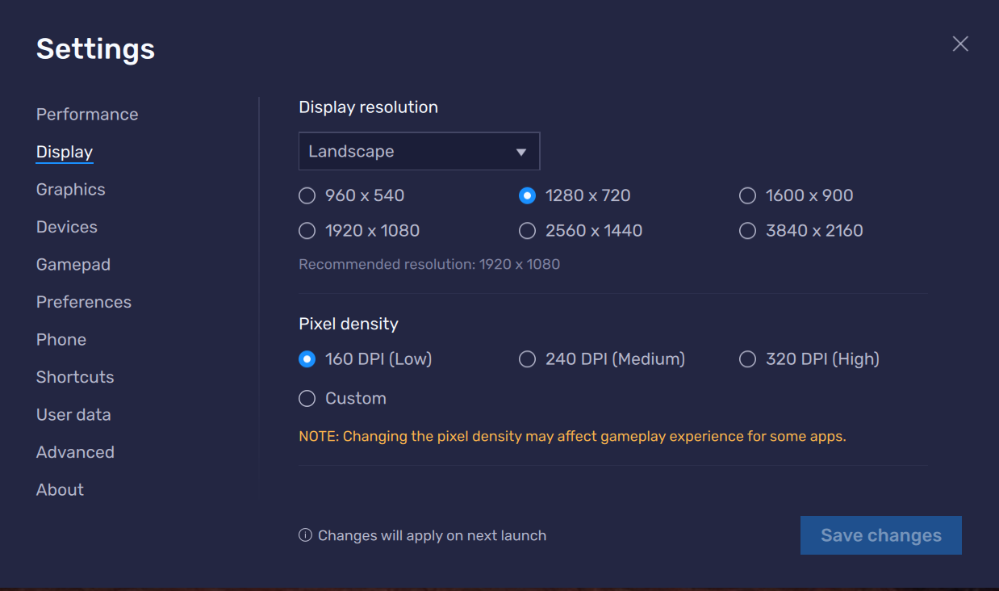 Settings
Performance
Display
Graphics
Devices
Gamepad
Preferences
Phone
Shortcuts
User data
Advanced
About
Display resolution
Landscape
960 x 540 1280 x 720 1600 x 900
1920 x 1080 2560 x 1440 3840 x 2160
Recommended resolution: 1920 x 1080
Pixel density
160 DPI (Low) 240 DPI (Medium) 320 DPI (High)
Custom
NOTE: Changing the pixel density may affect gameplay experience for some apps.
Changes will apply on next launch
Save changes